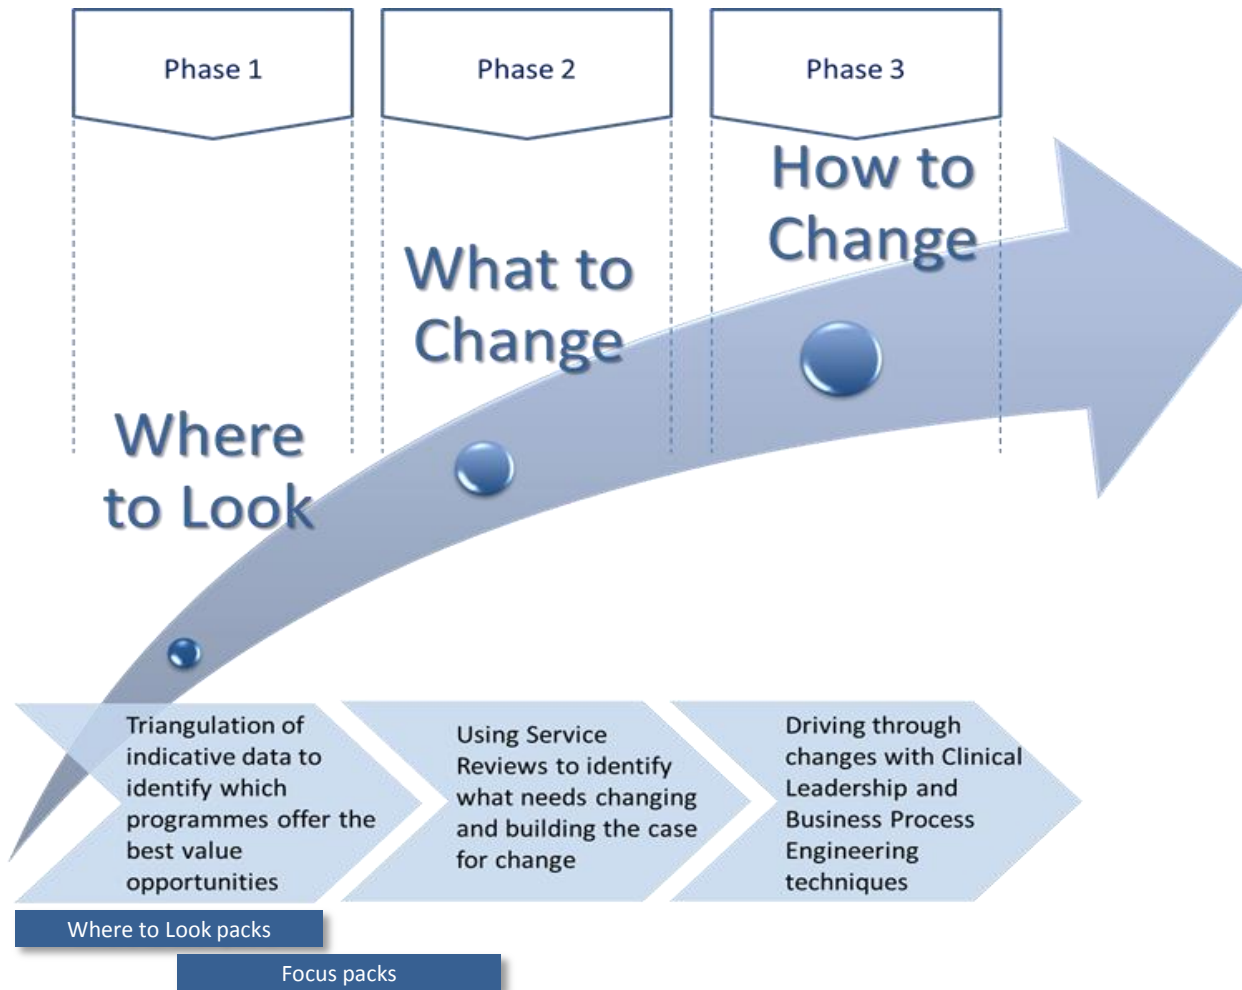 Phase 1
Phase 2
Phase 3
How to
Change
What to
Change
Where
to Look
Triangulation of
indicative data to
identify which
programmes offer the
best value
opportunities
Using Service
Reviews to identify
what needs changing
and building the case
for change
Driving through
changes with Clinical
Leadership and
Business Process
Engineering
techniques
Where to Look packs
Focus packs